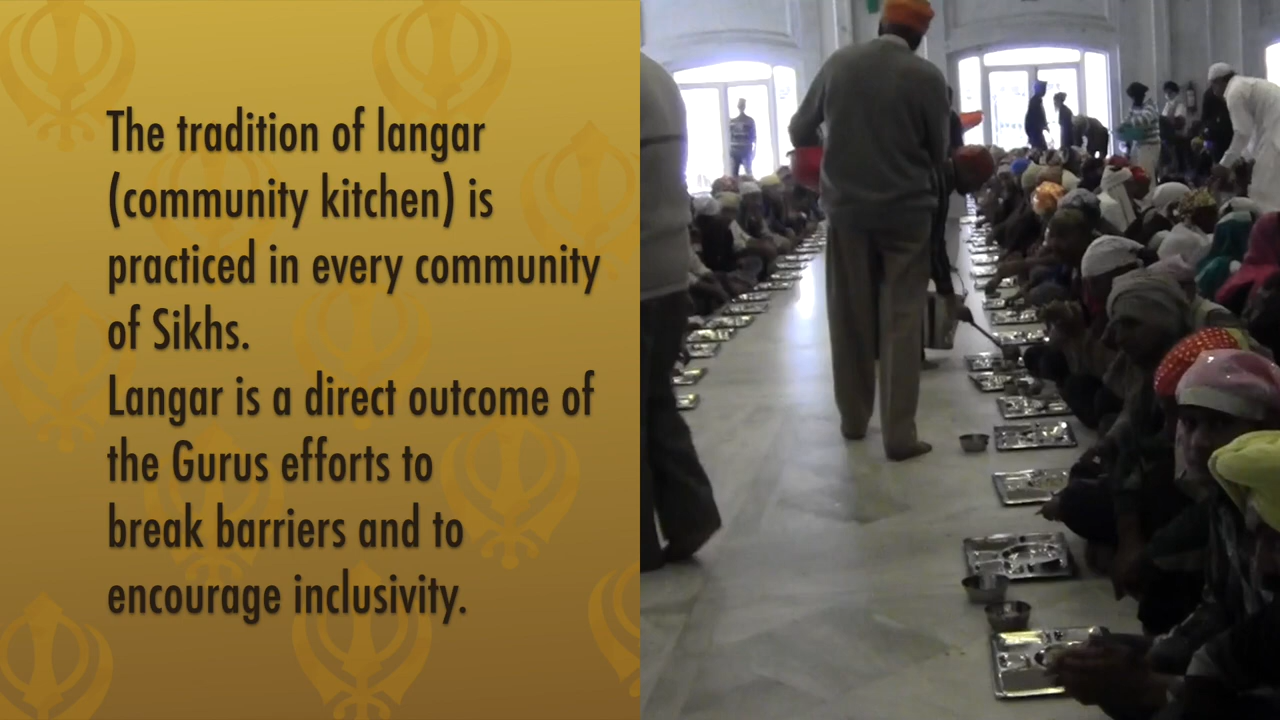 The tradition of langar
(community kitchen) is
practiced in every community
of Sikhs.
Langar is a direct outcome of
the Gurus efforts to
break barriers and to
encourage inclusivity.